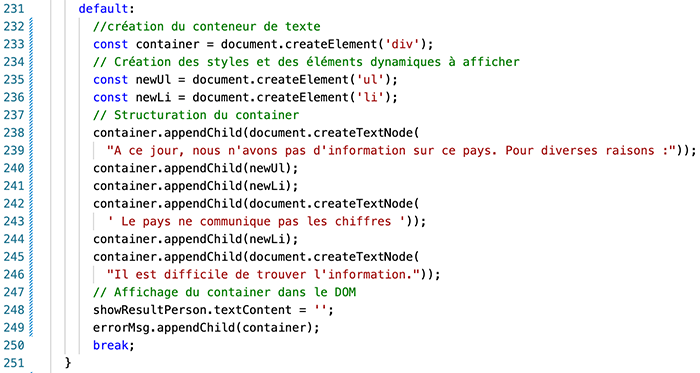 231 default:
232 //création du conteneur de texte
233 const container = document.createElement('div');
234 // Création des styles et des éléments dynamiques à afficher
235 const newUl = document.createElement('ul');
236 const newLi = document.createElement('li');
237 // Structuration du container
238 container.appendChild(document.createTextNode(
239 "A ce jour, nous n'avons pas d'information sur ce pays. Pour diverses raisons :"));
240 container.appendChild(newUl);
241 container.appendChild(newLi);
242 container.appendChild(document.createTextNode(
243 ' Le pays ne communique pas les chiffres '));
244 container.appendChild(newLi);
245 container.appendChild(document.createTextNode(
246 "Il est difficile de trouver l'information."));
247 // Affichage du container dans le DOM
248 showResultPerson.textContent = '';
249 errorMsg.appendChild(container);
250 break;
251 }